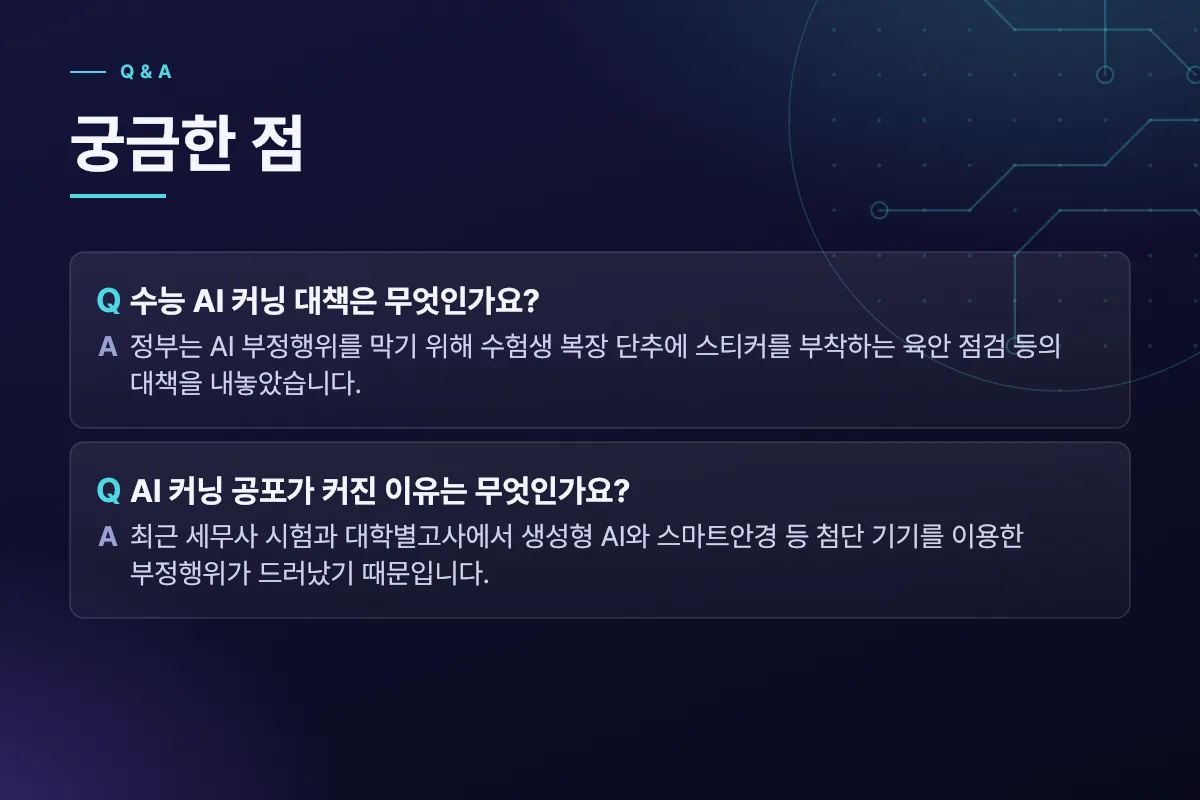 Q & A
궁금한 점
Q 수능 AI 커닝 대책은 무엇인가요?
A 정부는 AI 부정행위를 막기 위해 수험생 복장 단추에 스티커를 부착하는 육안 점검 등의
대책을 내놓았습니다.
Q AI 커닝 공포가 커진 이유는 무엇인가요?
A 최근 세무사 시험과 대학별고사에서 생성형 AI와 스마트안경 등 첨단 기기를 이용한
부정행위가 드러났기 때문입니다.